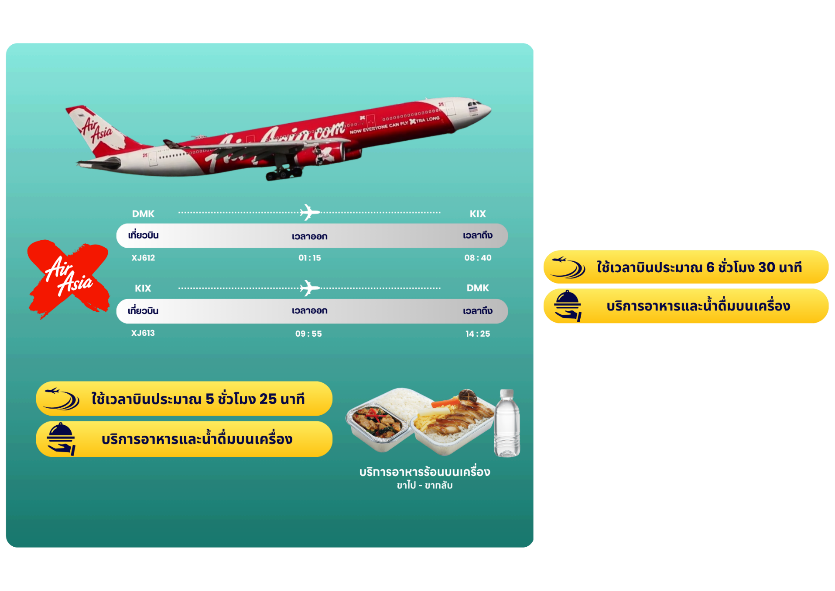 Air
Asia
AirAsia.com
NOW EVERYONE CAN FLY XTRA LONG
DMK KIX
เที่ยวบิน เวลาออก เวลาถึง
XJ612 01 : 15 08 : 40
Air
Asia
KIX DMK
เที่ยวบิน เวลาออก เวลาถึง
XJ613 09 : 55 14 : 25
ใช้เวลาบินประมาณ 5 ชั่วโมง 25 นาที
บริการอาหารและน้ำดื่มบนเครื่อง
บริการอาหารร้อนบนเครื่อง
ขาไป - ขากลับ
ใช้เวลาบินประมาณ 6 ชั่วโมง 30 นาที
บริการอาหารและน้ำดื่มบนเครื่อง